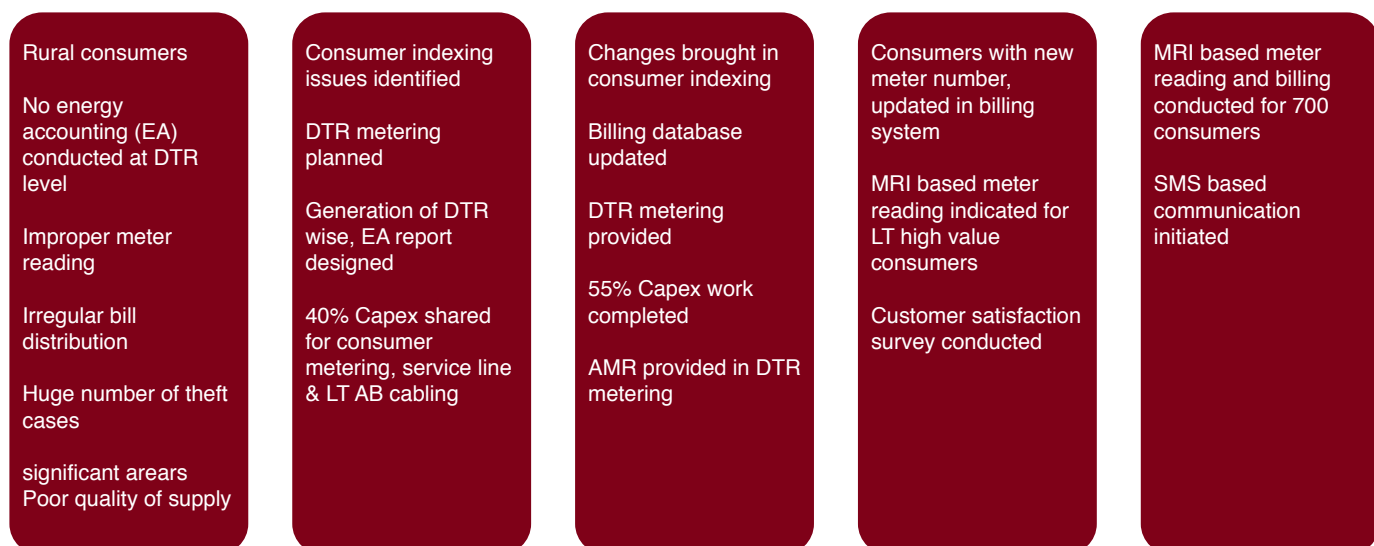 Rural consumers
No energy
accounting (EA)
conducted at DTR
level
Improper meter
reading
Irregular bill
distribution
Huge number of theft
cases
significant arears
Poor quality of supply
Consumer indexing
issues identified
DTR metering
planned
Generation of DTR
wise, EA report
designed
40% Capex shared
for consumer
metering, service line
& LT AB cabling
Changes brought in
consumer indexing
Billing database
updated
DTR metering
provided
55% Capex work
completed
AMR provided in DTR
metering
Consumers with new
meter number,
updated in billing
system
MRI based meter
reading indicated for
LT high value
consumers
Customer satisfaction
survey conducted
MRI based meter
reading and billing
conducted for 700
consumers
SMS based
communication
initiated